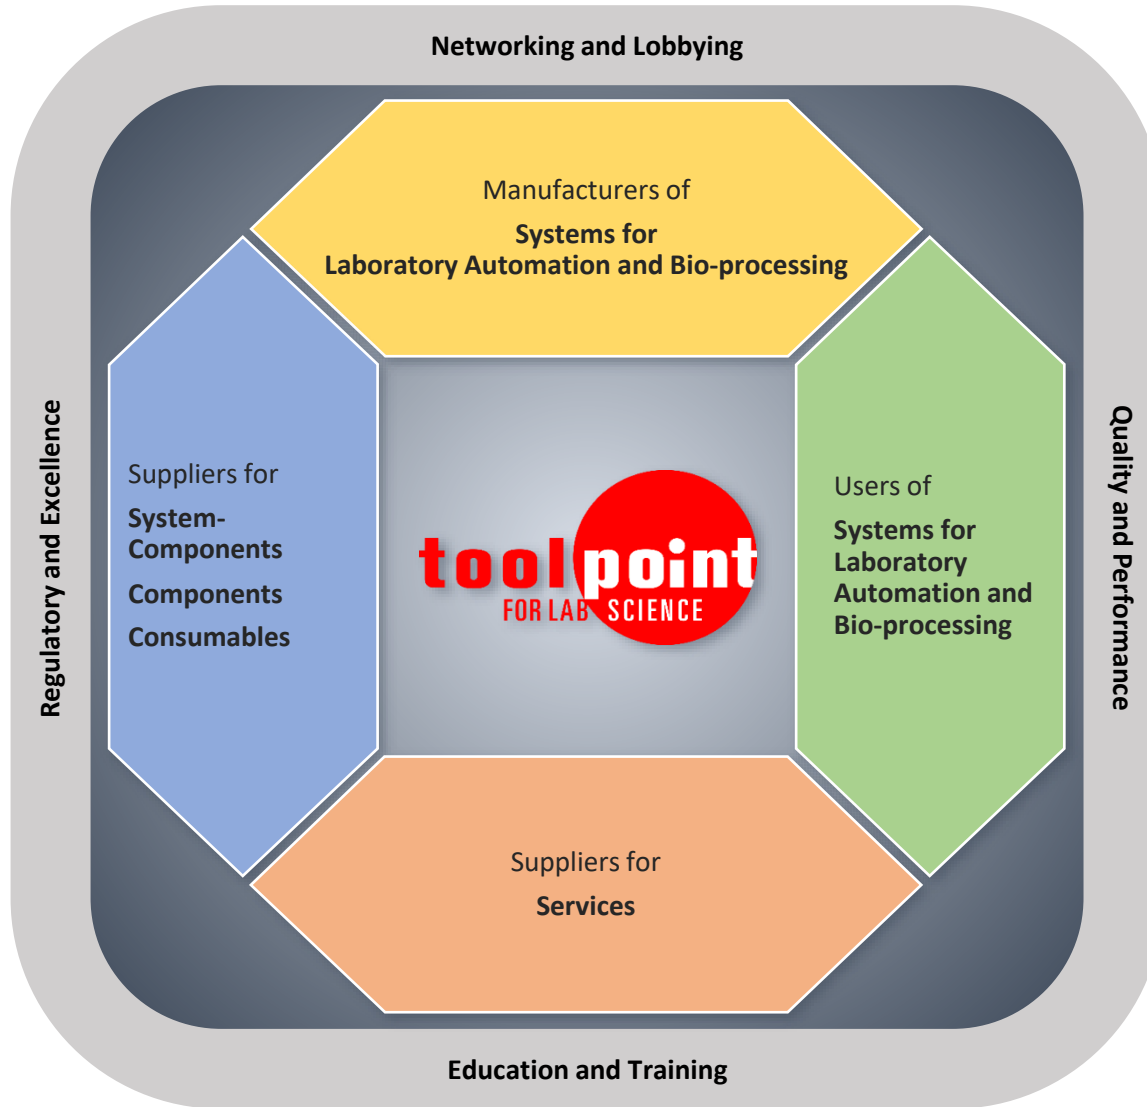 Networking and Lobbying
Manufacturers of
Systems for
Laboratory Automation and Bio-processing
Regulatory and Excellence
Suppliers for
System-
Components
Components
Consumables
toolpoint
FOR LAB SCIENCE
Users of
Systems for
Laboratory
Automation and
Bio-processing
Quality and Performance
Suppliers for
Services
Education and Training